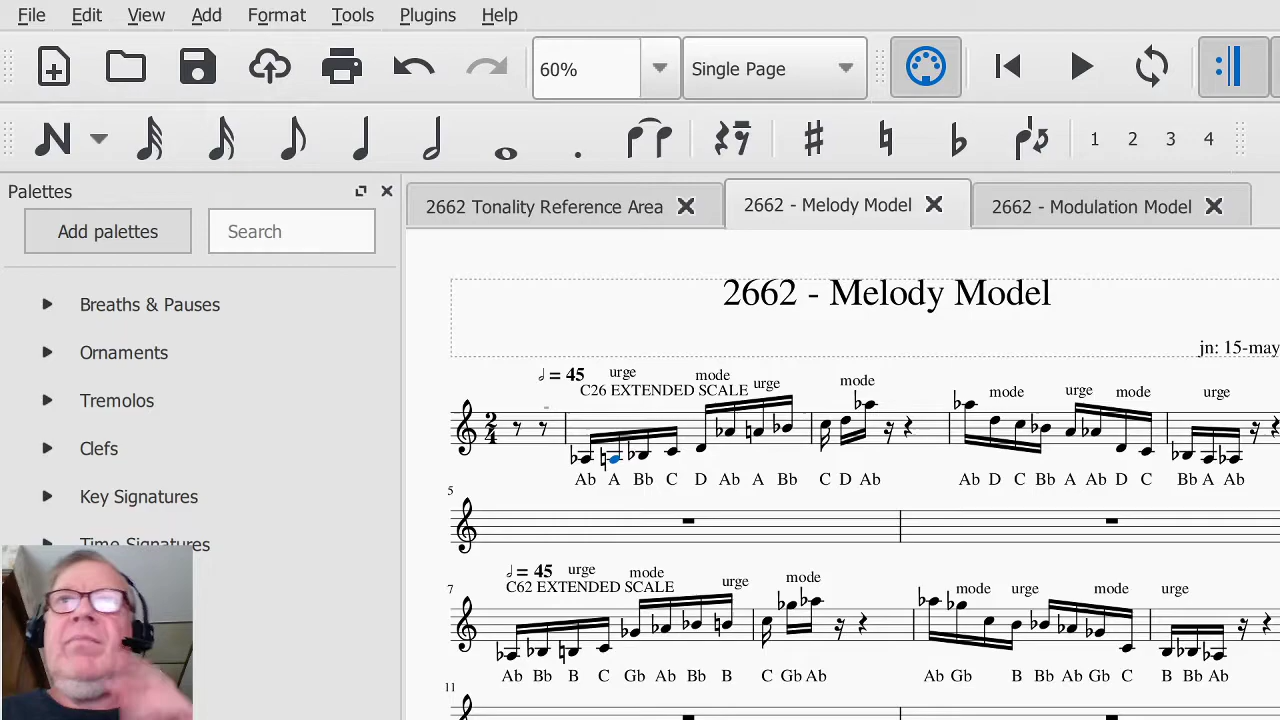 File Edit View Add Format Tools Plugins Help
60% Single Page
1 2 3 4
Palettes
Add palettes Search
2662 Tonality Reference Area 2662 - Melody Model 2662 - Modulation Model
Breaths & Pauses
Ornaments
Tremolos
Clefs
Key Signatures
Time Signatures
2662 - Melody Model
jn: 15-may
= 45 urge mode urge mode mode urge mode urge
C26 EXTENDED SCALE
2 4
Ab A Bb C D Ab A Bb C D Ab Ab D C Bb A Ab D C Bb A Ab
5
= 45 urge mode urge mode mode urge mode urge
C62 EXTENDED SCALE
7
Ab Bb B C Gb Ab Bb B C Gb Ab Ab Gb B Bb Ab Gb C B Bb Ab
11